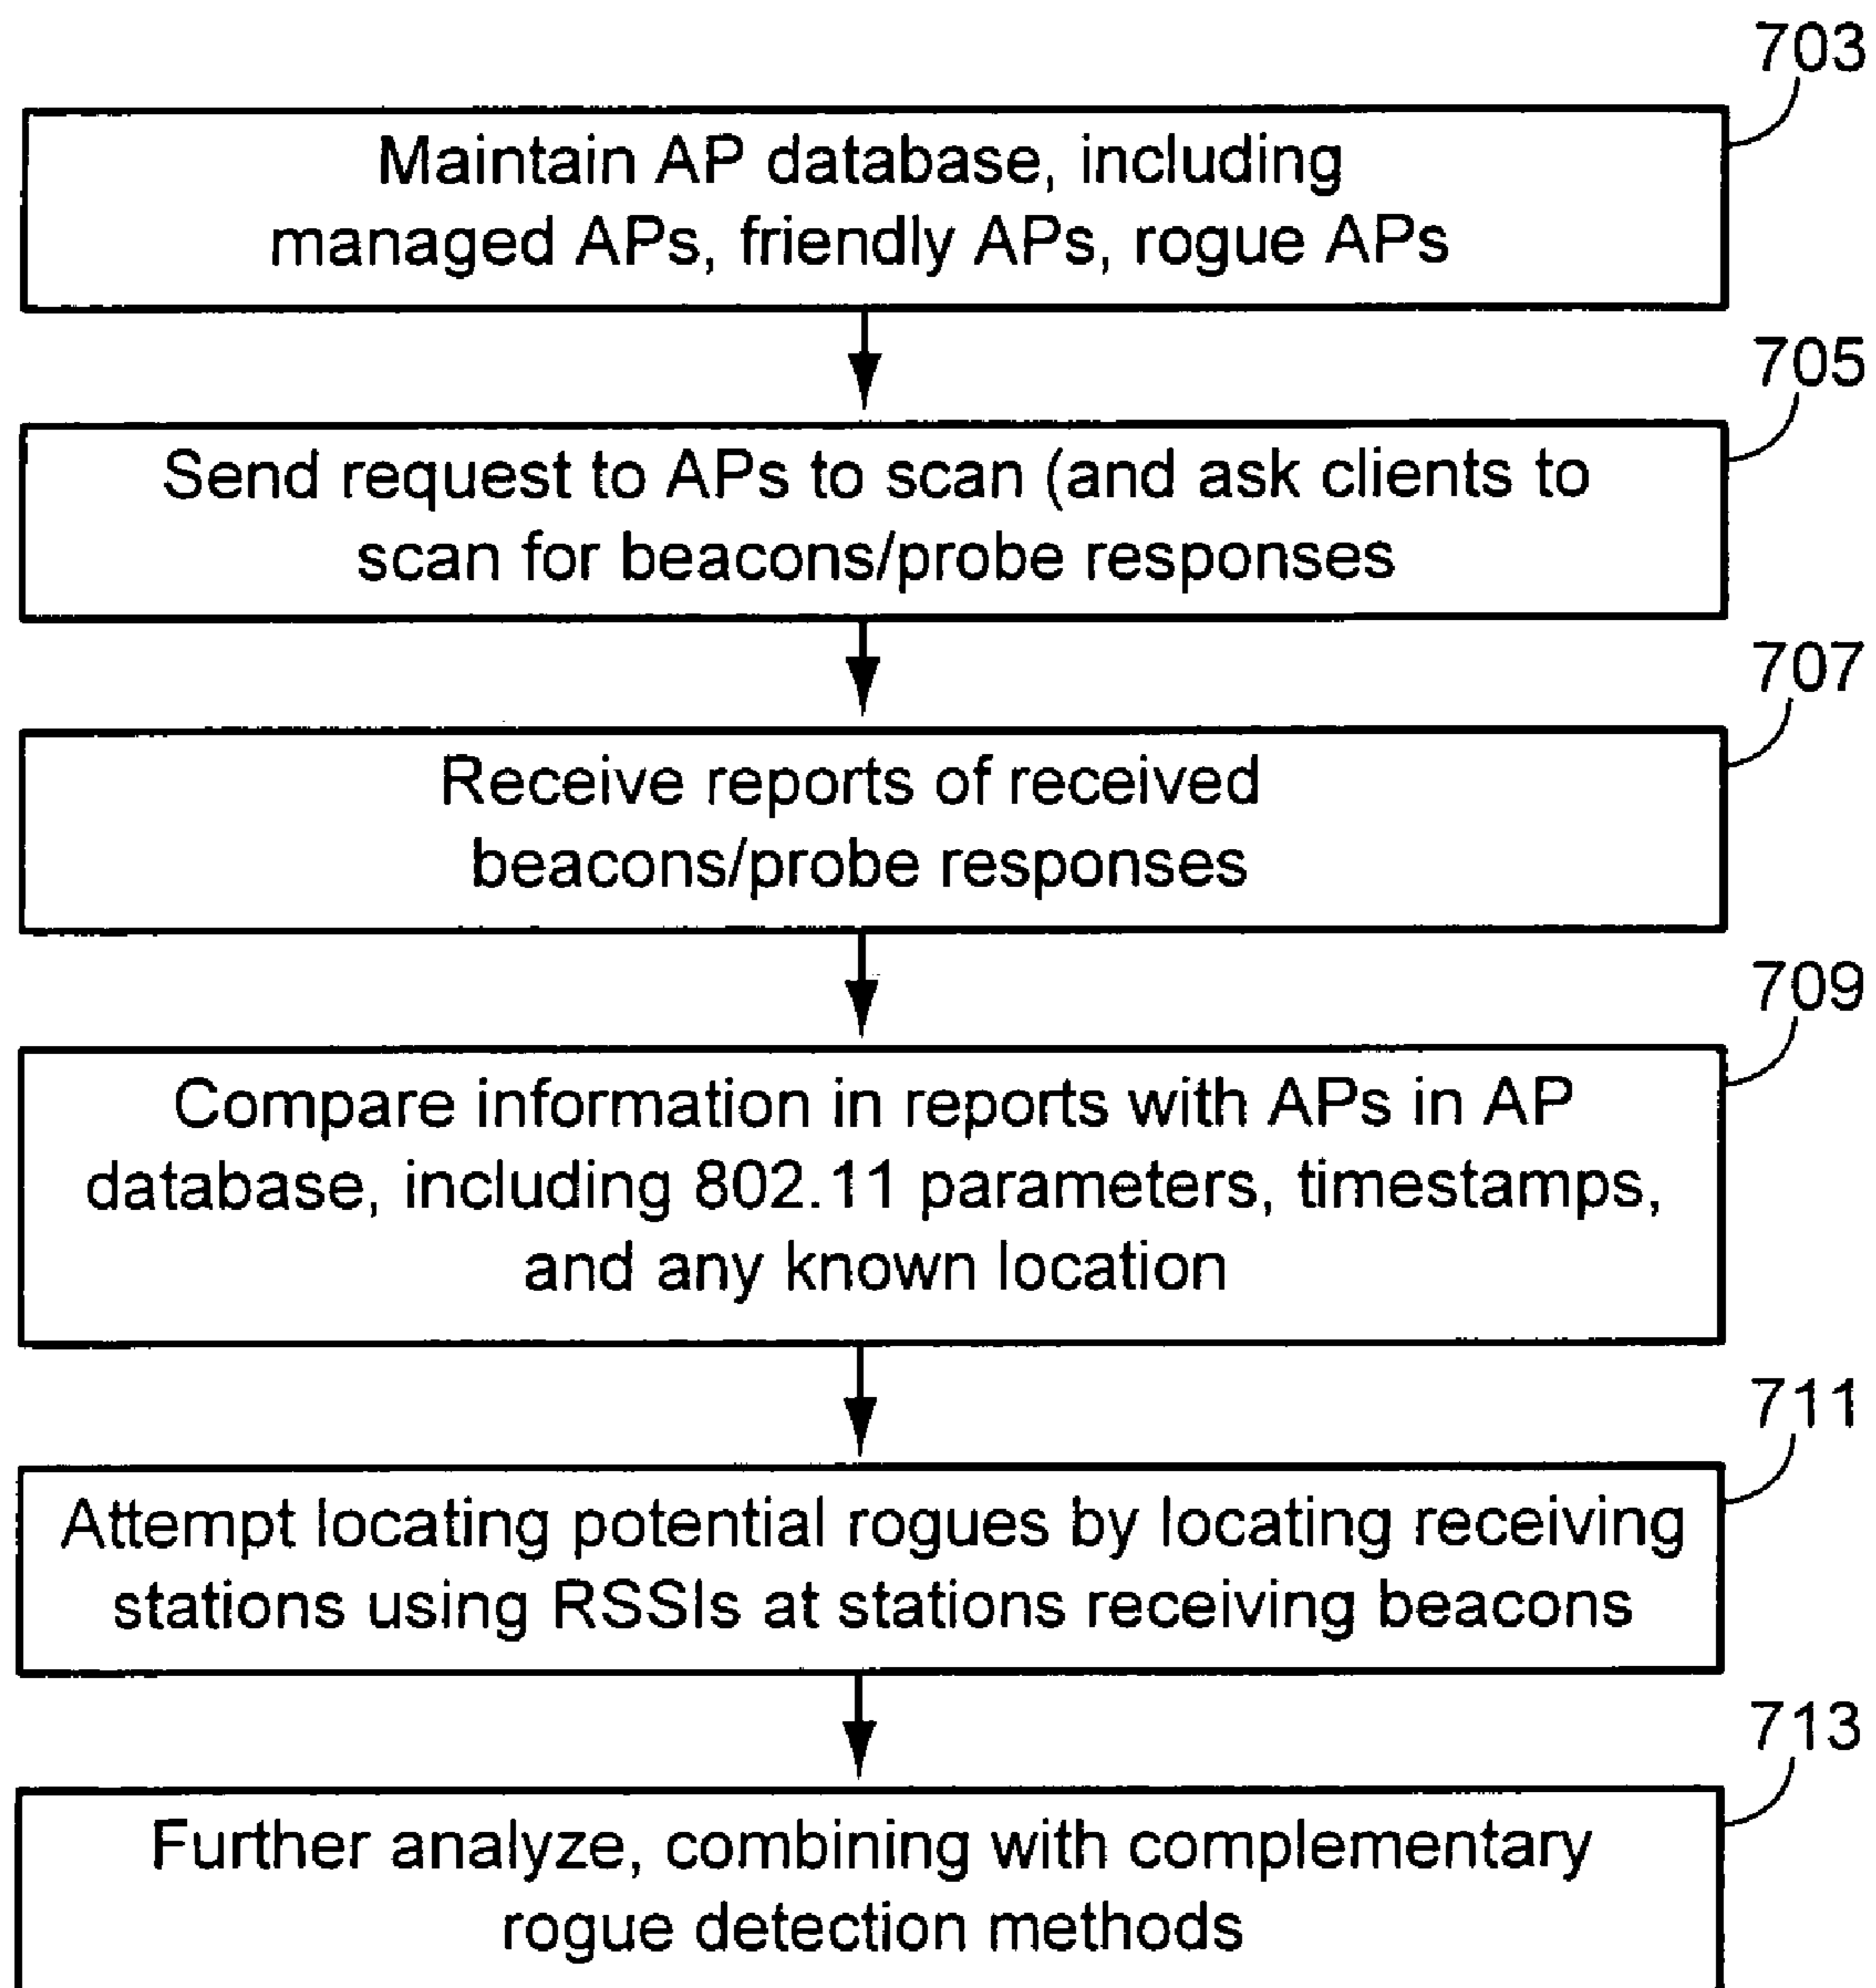 703
Maintain AP database, including
managed APs, friendly APs, rogue APs
705
Send request to APs to scan (and ask clients to
scan for beacons/probe responses
707
Receive reports of received
beacons/probe responses
709
Compare information in reports with APs in AP
database, including 802.11 parameters, timestamps,
and any known location
711
Attempt locating potential rogues by locating receiving
stations using RSSIs at stations receiving beacons
713
Further analyze, combining with complementary
rogue detection methods